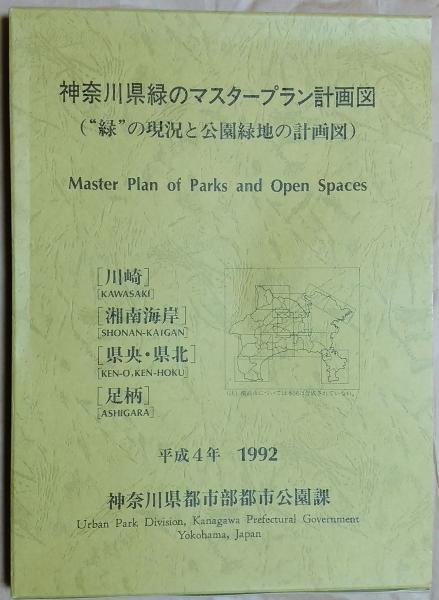 神奈川県緑のマスタープラン計画図
(“緑”の現況と公園緑地の計画図)
Master Plan of Parks and Open Spaces
[川崎]
[KAWASAKI]
[湘南海岸]
[SHONAN-KAIGAN]
[県央・県北]
[KEN-O,KEN-HOKU]
[足柄]
[ASHIGARA]
平成4年 1992
神奈川県都市部都市公園課
Urban Park Division, Kanagawa Prefectural Government
Yokohama, Japan